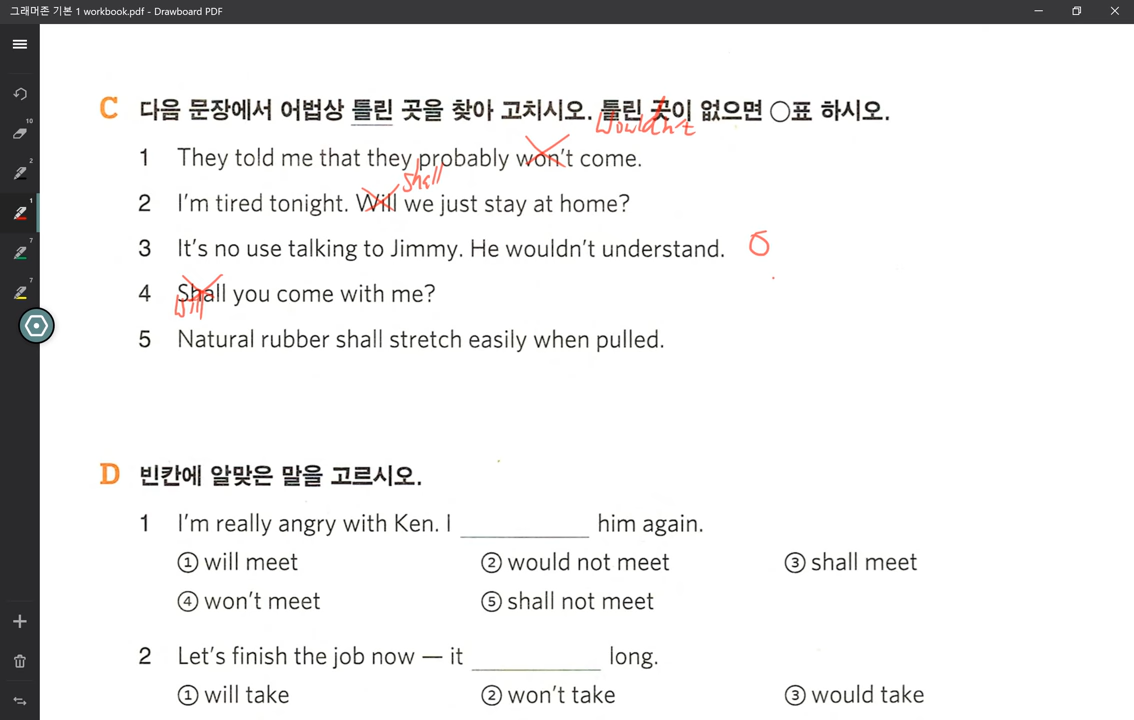 그래머존 기본 1 workbook.pdf - Drawboard PDF
C 다음 문장에서 어법상 틀린 곳을 찾아 고치시오. 틀린 곳이 없으면 ○표 하시오.
Wouldn't
1 They told me that they probably won't come.
Shall
2 I'm tired tonight. Will we just stay at home?
3 It's no use talking to Jimmy. He wouldn't understand. O
4 Shall you come with me?
Will
5 Natural rubber shall stretch easily when pulled.
D 빈칸에 알맞은 말을 고르시오.
1 I'm really angry with Ken. I ________ him again.
① will meet ② would not meet ③ shall meet
④ won't meet ⑤ shall not meet
2 Let's finish the job now — it ________ long.
① will take ② won't take ③ would take
10
2
1
7
7